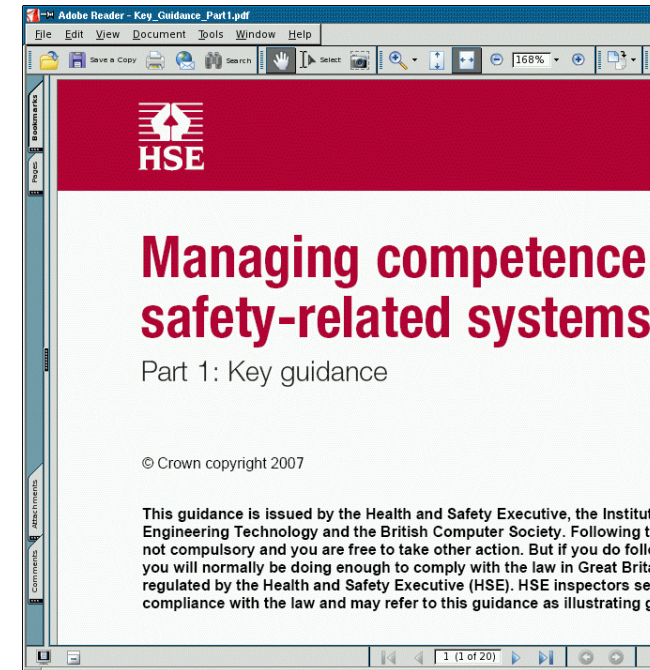 Adobe Reader - Key_Guidance_Part1.pdf
File Edit View Document Tools Window Help
Save a Copy Search Select 168%
Bookmarks
Pages
HSE
Managing competence
safety-related systems
Part 1: Key guidance
© Crown copyright 2007
This guidance is issued by the Health and Safety Executive, the Institut
Engineering Technology and the British Computer Society. Following t
not compulsory and you are free to take other action. But if you do foll
you will normally be doing enough to comply with the law in Great Brit
regulated by the Health and Safety Executive (HSE). HSE inspectors se
compliance with the law and may refer to this guidance as illustrating g
Attachments
Comments
1 (1 of 20)